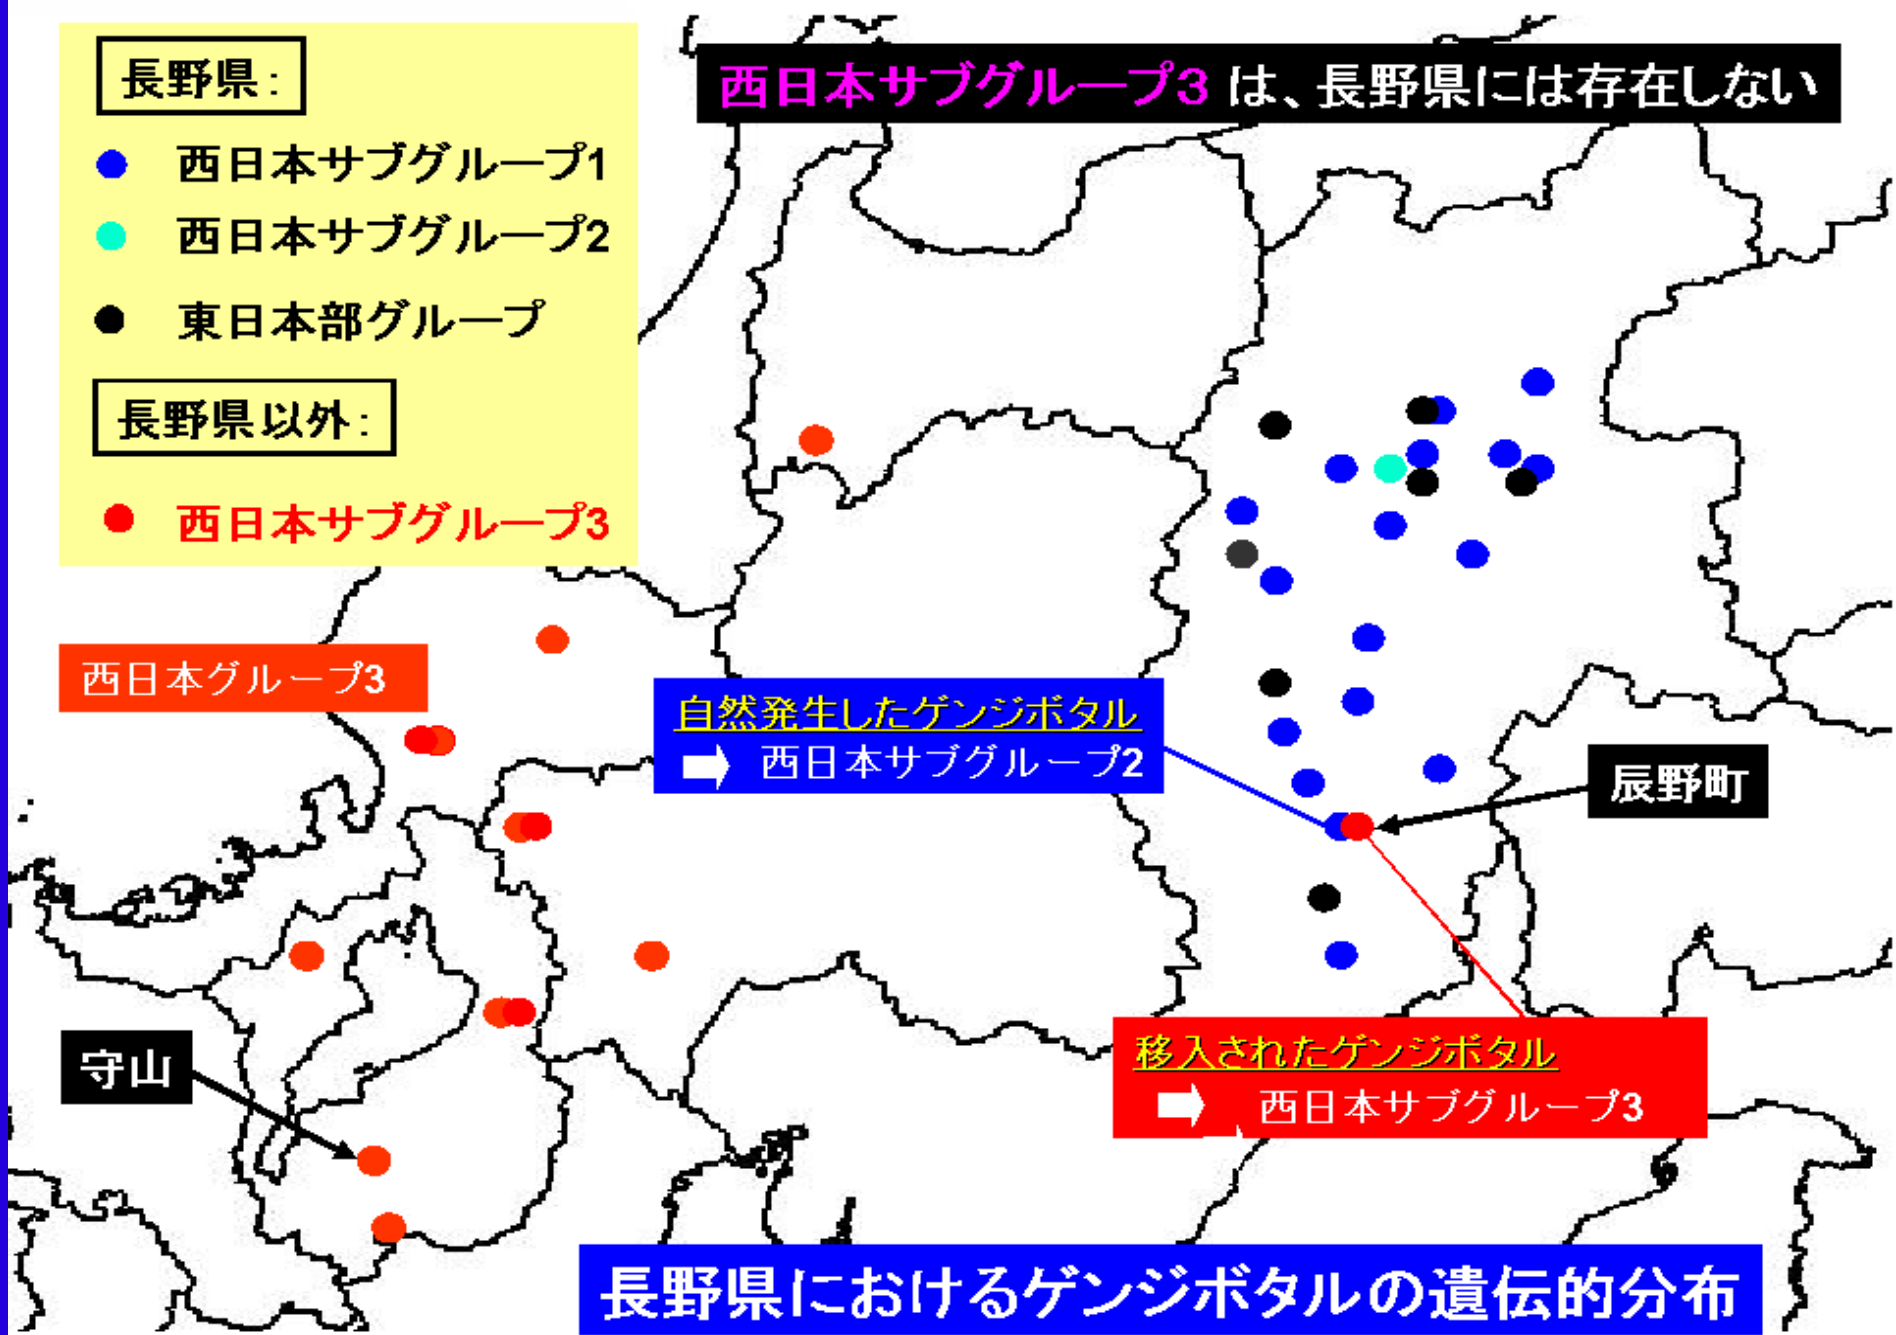 長野県：
西日本サブグループ1
西日本サブグループ2
東日本部グループ
長野県以外：
西日本サブグループ3
西日本サブグループ3 は、長野県には存在しない
西日本グループ3
自然発生したゲンジボタル
➡ 西日本サブグループ2
辰野町
守山
移入されたゲンジボタル
➡ 西日本サブグループ3
長野県におけるゲンジボタルの遺伝的分布